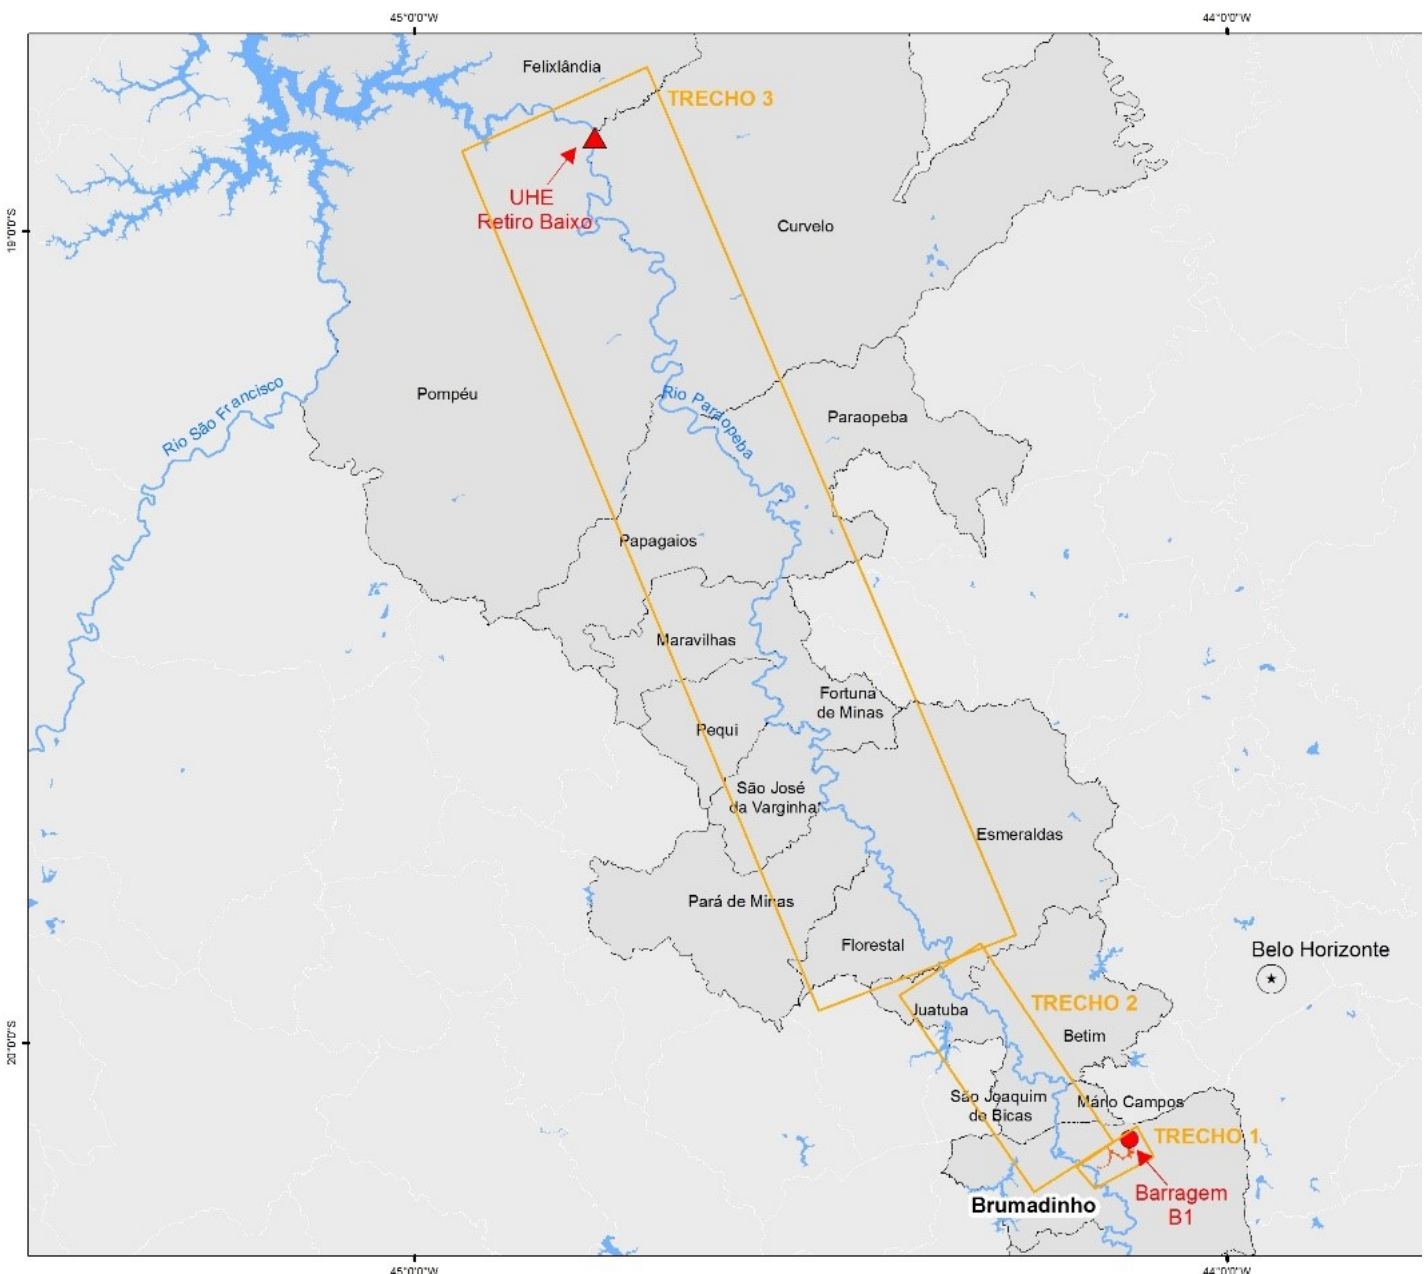 45°0'0"W
44°0'0"W
Felixlândia
TRECHO 3
UHE
Retiro Baixo
19°0'0"S
Curvelo
Pompéu
Rio São Francisco
Rio Paraopeba
Paraopeba
Papagaios
Maravilhas
Fortuna
de Minas
Pequi
São José
da Varginha
Esmeraldas
Pará de Minas
Florestal
Belo Horizonte
TRECHO 2
Juatuba
Betim
20°0'0"S
São Joaquim
de Bicas
Mário Campos
TRECHO 1
Brumadinho
Barragem
B1
45°0'0"W
44°0'0"W